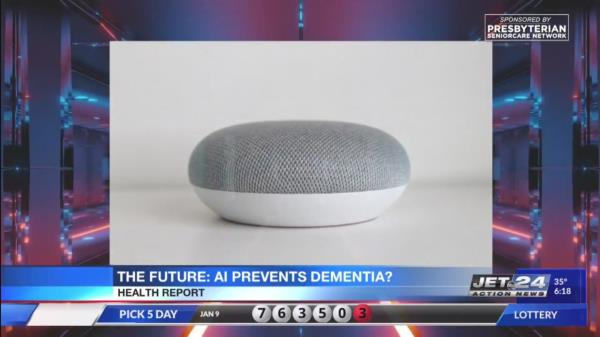 SPONSORED BY
PRESBYTERIAN
SENIORCARE NETWORK
THE FUTURE: AI PREVENTS DEMENTIA?
HEALTH REPORT
JET 24
ACTION NEWS
35°
6:18
PICK 5 DAY
JAN 9
7 6 3 5 0 3
LOTTERY